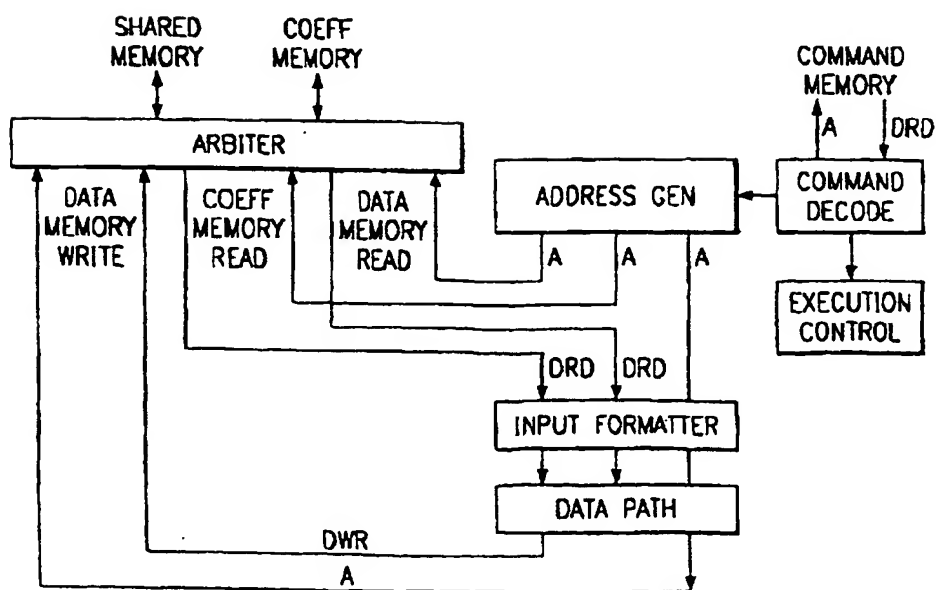 SHARED
MEMORY
COEFF
MEMORY
COMMAND
MEMORY
A
DRD
ARBITER
ADDRESS GEN
COMMAND
DECODE
DATA
MEMORY
WRITE
COEFF
MEMORY
READ
DATA
MEMORY
READ
A
A
A
EXECUTION
CONTROL
DRD
DRD
INPUT FORMATTER
DATA PATH
DWR
A